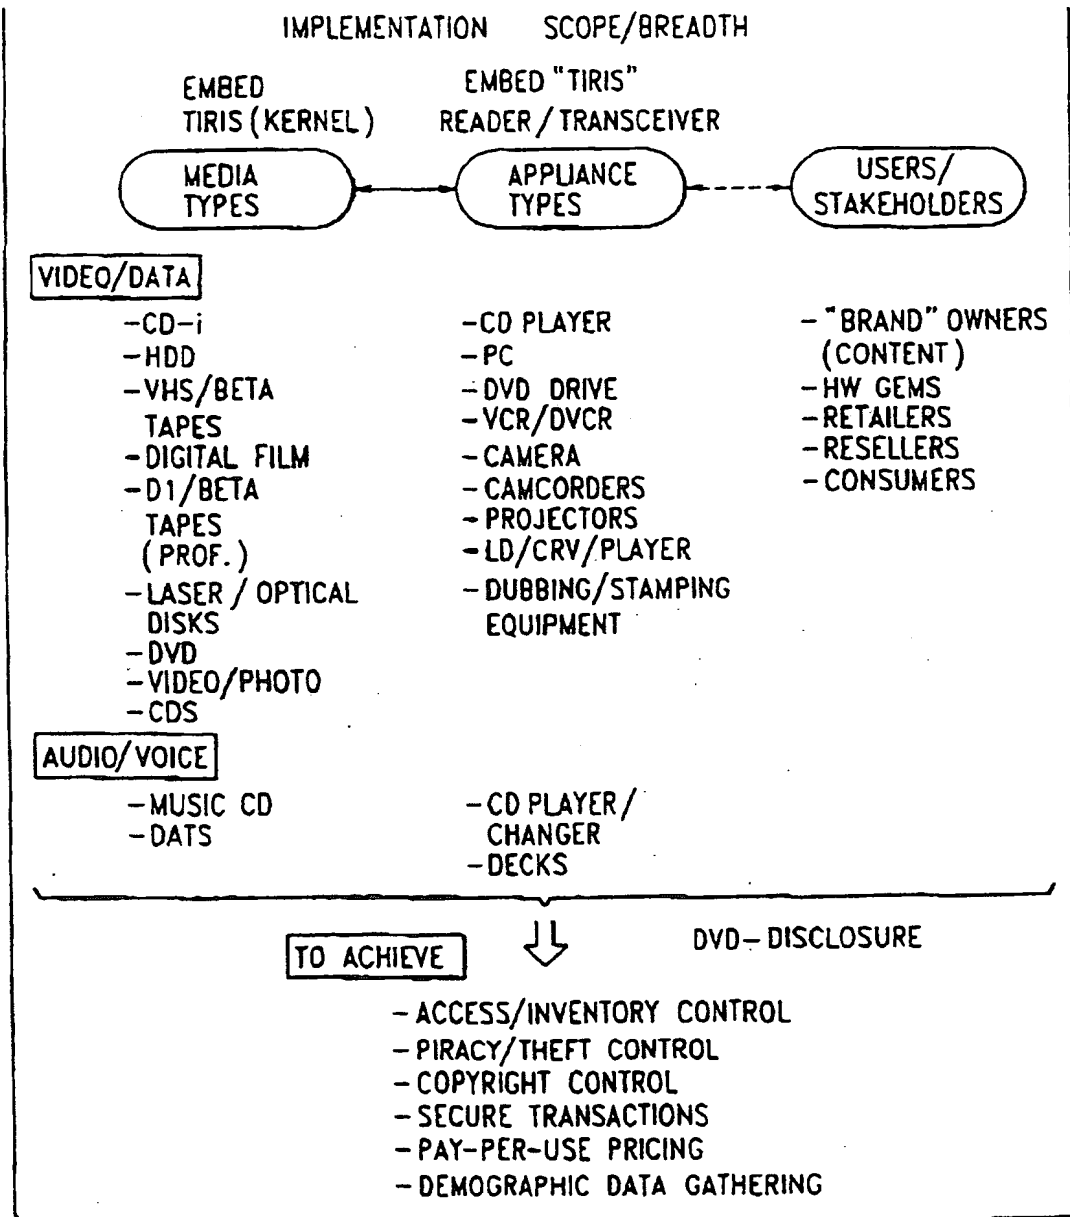 IMPLEMENTATION SCOPE/BREADTH
EMBED
TIRIS (KERNEL)
EMBED "TIRIS"
READER/TRANSCEIVER
MEDIA
TYPES
APPLIANCE
TYPES
USERS/
STAKEHOLDERS
VIDEO/DATA
-CD-i
-HDD
-VHS/BETA
TAPES
-DIGITAL FILM
-D1/BETA
TAPES
(PROF.)
-LASER / OPTICAL
DISKS
-DVD
-VIDEO/PHOTO
-CDS
-CD PLAYER
-PC
-DVD DRIVE
-VCR/DVCR
-CAMERA
-CAMCORDERS
-PROJECTORS
-LD/CRV/PLAYER
-DUBBING/STAMPING
EQUIPMENT
-"BRAND" OWNERS
(CONTENT)
-HW GEMS
-RETAILERS
-RESELLERS
-CONSUMERS
AUDIO/VOICE
-MUSIC CD
-DATS
-CD PLAYER/
CHANGER
-DECKS
TO ACHIEVE
DVD-DISCLOSURE
-ACCESS/INVENTORY CONTROL
-PIRACY/THEFT CONTROL
-COPYRIGHT CONTROL
-SECURE TRANSACTIONS
-PAY-PER-USE PRICING
-DEMOGRAPHIC DATA GATHERING